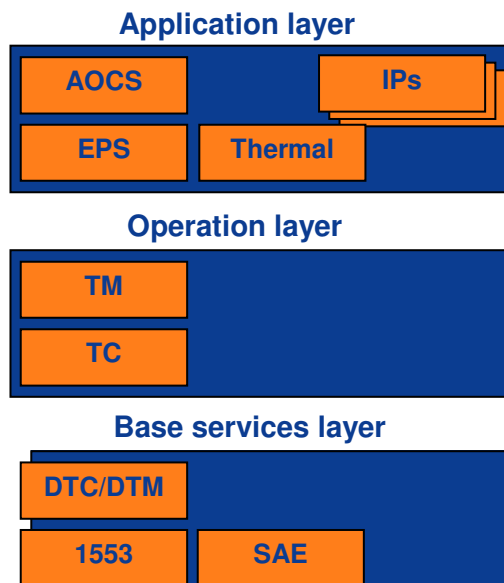 Application layer
AOCS
IPs
EPS
Thermal
Operation layer
TM
TC
Base services layer
DTC/DTM
1553
SAE